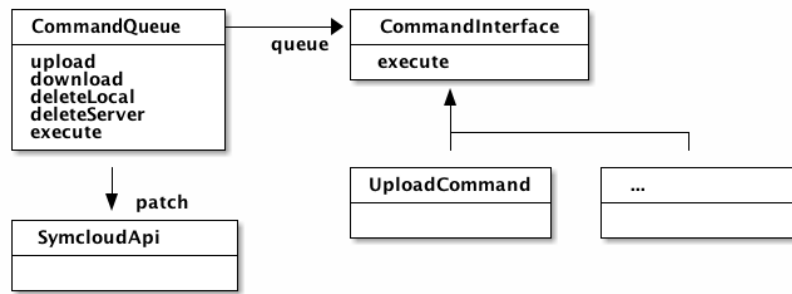 CommandQueue
upload
download
deleteLocal
deleteServer
execute
queue
CommandInterface
execute
patch
SymcloudApi
UploadCommand
...